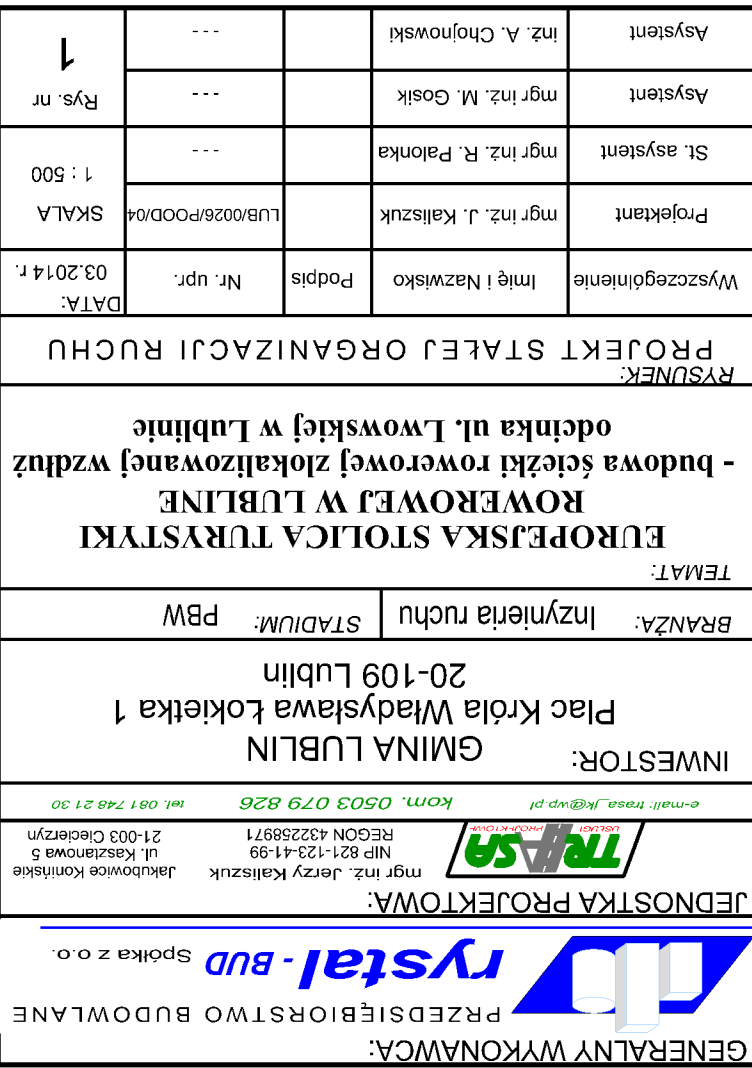 GENERALNY WYKONAWCA:
PRZEDSIĘBIORSTWO BUDOWLANE
rystal - BUD Spółka z o.o.
JEDNOSTKA PROJEKTOWA:
TRASA
USŁUGI PROJEKTOWE
mgr inż. Jerzy Kaliszuk
NIP 821-123-41-99
REGON 432258971
Jakubowice Konińskie
ul. Kasztanowa 5
21-003 Ciecierzyn
e-mail: trasa_jk@wp.pl kom. 0503 079 826 tel. 081 748 21 30
INWESTOR: GMINA LUBLIN
Plac Króla Władysława Łokietka 1
20-109 Lublin
BRANŻA: Inzynieria ruchu STADIUM: PBW
TEMAT:
EUROPEJSKA STOLICA TURYSTYKI
ROWEROWEJ W LUBLINE
- budowa ścieżki rowerowej zlokalizowanej wzdłuż
odcinka ul. Lwowskiej w Lublinie
RYSUNEK:
PROJEKT STAŁEJ ORGANIZACJI RUCHU
Wyszczególnienie Imię i Nazwisko Podpis Nr. upr. DATA:
03.2014 r.
Projektant mgr inż. J. Kaliszuk LUB/0026/POOD/04 SKALA
1 : 500
St. asystent mgr inż. R. Palonka - - -
Asystent mgr inż. M. Gosik - - - Rys. nr
1
Asystent inż. A. Chojnowski - - -